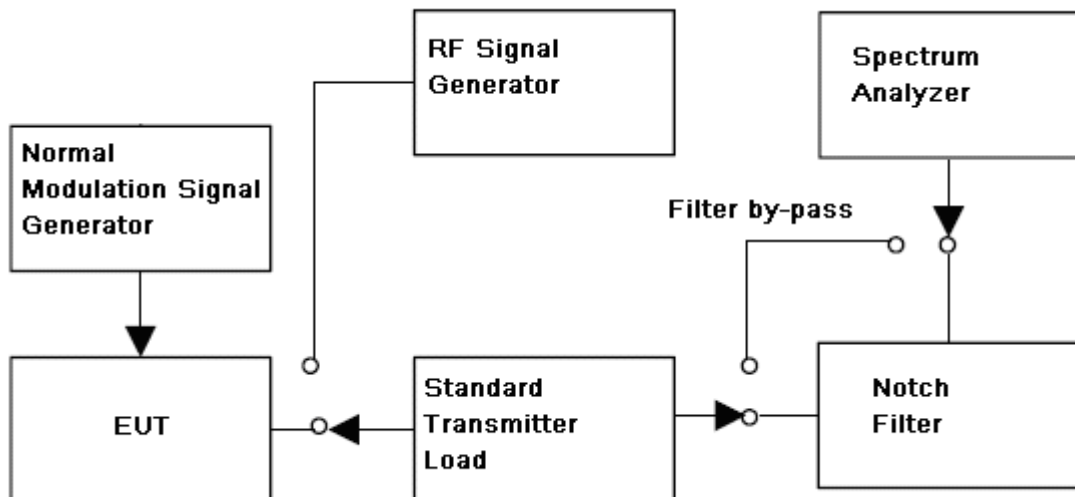 RF Signal
Generator
Spectrum
Analyzer
Normal
Modulation Signal
Generator
Filter by-pass
EUT
Standard
Transmitter
Load
Notch
Filter